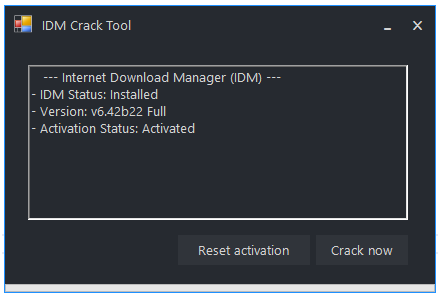 IDM Crack Tool
--- Internet Download Manager (IDM) ---
- IDM Status: Installed
- Version: v6.42b22 Full
- Activation Status: Activated
Reset activation Crack now